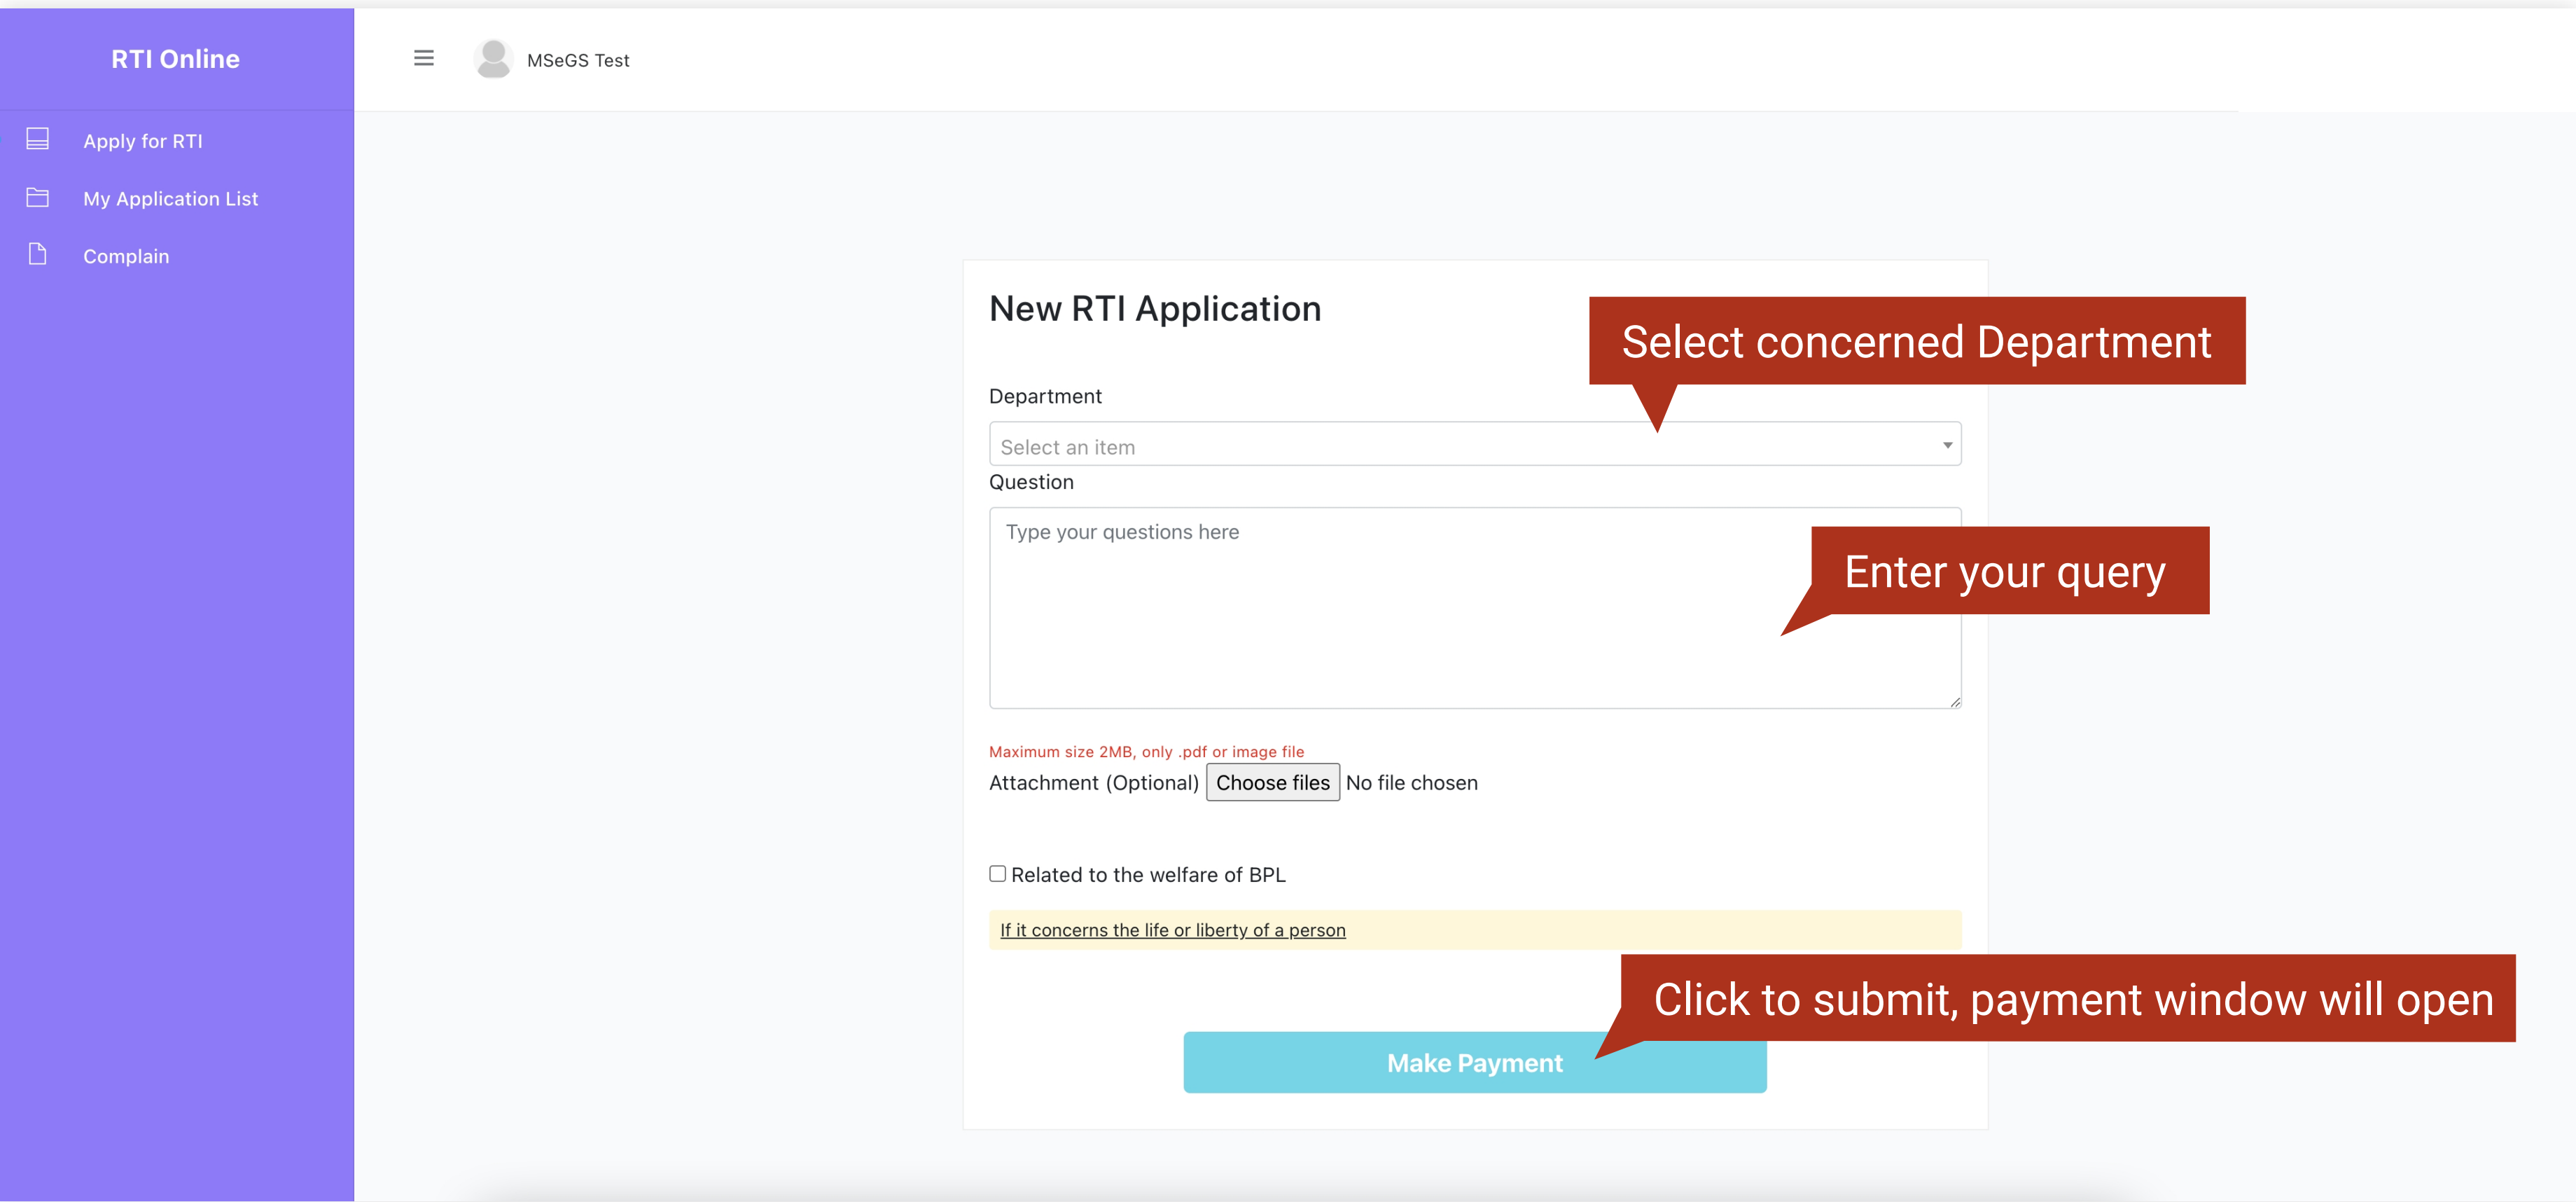 RTI Online
MSeGS Test
Apply for RTI
My Application List
Complain
New RTI Application
Select concerned Department
Department
Select an item
Question
Type your questions here
Enter your query
Maximum size 2MB, only .pdf or image file
Attachment (Optional) Choose files No file chosen
Related to the welfare of BPL
If it concerns the life or liberty of a person
Click to submit, payment window will open
Make Payment